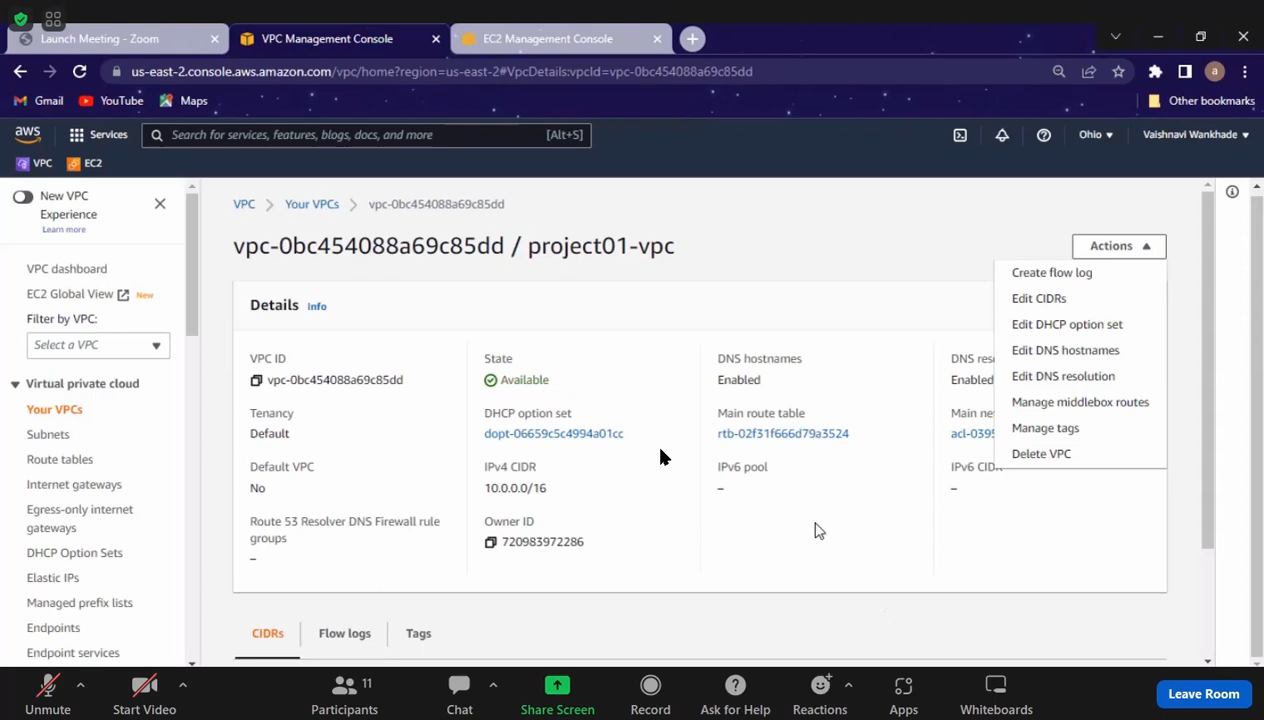 Launch Meeting - Zoom
VPC Management Console
EC2 Management Console
us-east-2.console.aws.amazon.com/vpc/home?region=us-east-2#VpcDetails:vpcId=vpc-0bc454088a69c85dd
a
Gmail
YouTube
Maps
Other bookmarks
aws
Services
Search for services, features, blogs, docs, and more
[Alt+S]
Ohio
Vaishnavi Wankhade
VPC
EC2
New VPC
Experience
Learn more
VPC dashboard
EC2 Global View
New
Filter by VPC:
Select a VPC
Virtual private cloud
Your VPCs
Subnets
Route tables
Internet gateways
Egress-only internet
gateways
DHCP Option Sets
Elastic IPs
Managed prefix lists
Endpoints
Endpoint services
VPC
Your VPCs
vpc-0bc454088a69c85dd
vpc-0bc454088a69c85dd / project01-vpc
Actions
Create flow log
Edit CIDRs
Edit DHCP option set
Edit DNS hostnames
Edit DNS resolution
Manage middlebox routes
Manage tags
Delete VPC
Details Info
VPC ID
vpc-0bc454088a69c85dd
State
Available
DNS hostnames
Enabled
DNS res
Enabled
Tenancy
Default
DHCP option set
dopt-06659c5c4994a01cc
Main route table
rtb-02f31f666d79a3524
Main ne
acl-0395
Default VPC
No
IPv4 CIDR
10.0.0.0/16
IPv6 pool
–
IPv6 CIDR
–
Route 53 Resolver DNS Firewall rule
groups
–
Owner ID
720983972286
CIDRs
Flow logs
Tags
Unmute
Start Video
11
Participants
Chat
Share Screen
Record
Ask for Help
Reactions
Apps
Whiteboards
Leave Room